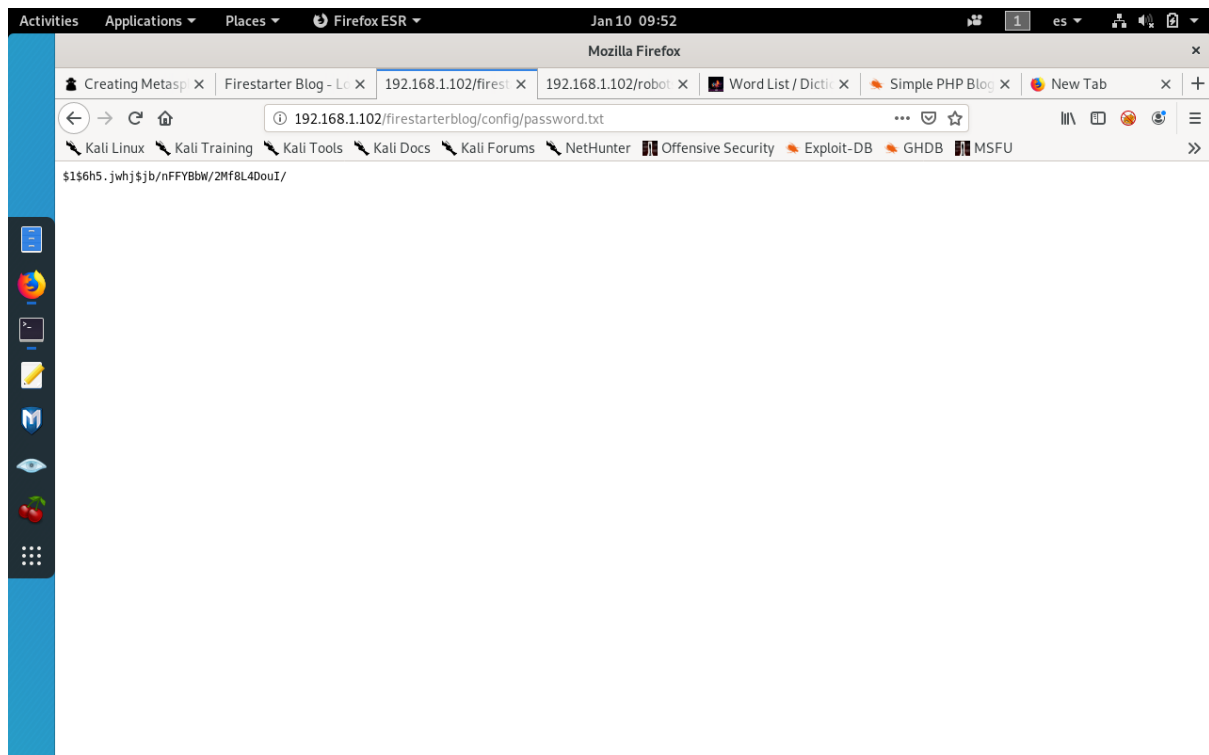 Activities Applications Places Firefox ESR Jan 10 09:52 1 es
Mozilla Firefox
Creating Metaspl Firestarter Blog - Lo 192.168.1.102/firest 192.168.1.102/robot Word List / Dictic Simple PHP Blog New Tab
192.168.1.102/firestarterblog/config/password.txt
Kali Linux Kali Training Kali Tools Kali Docs Kali Forums NetHunter Offensive Security Exploit-DB GHDB MSFU
$1$6h5.jwhj$jb/nFFYBbW/2Mf8L4DouI/